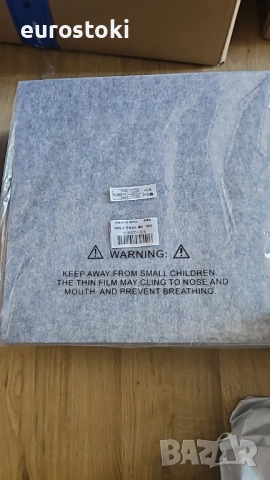 eurostoki
⚠ WARNING: ⚠
KEEP AWAY FROM SMALL CHILDREN.
THE THIN FILM MAY CLING TO NOSE AND
MOUTH AND PREVENT BREATHING.
BAZAR